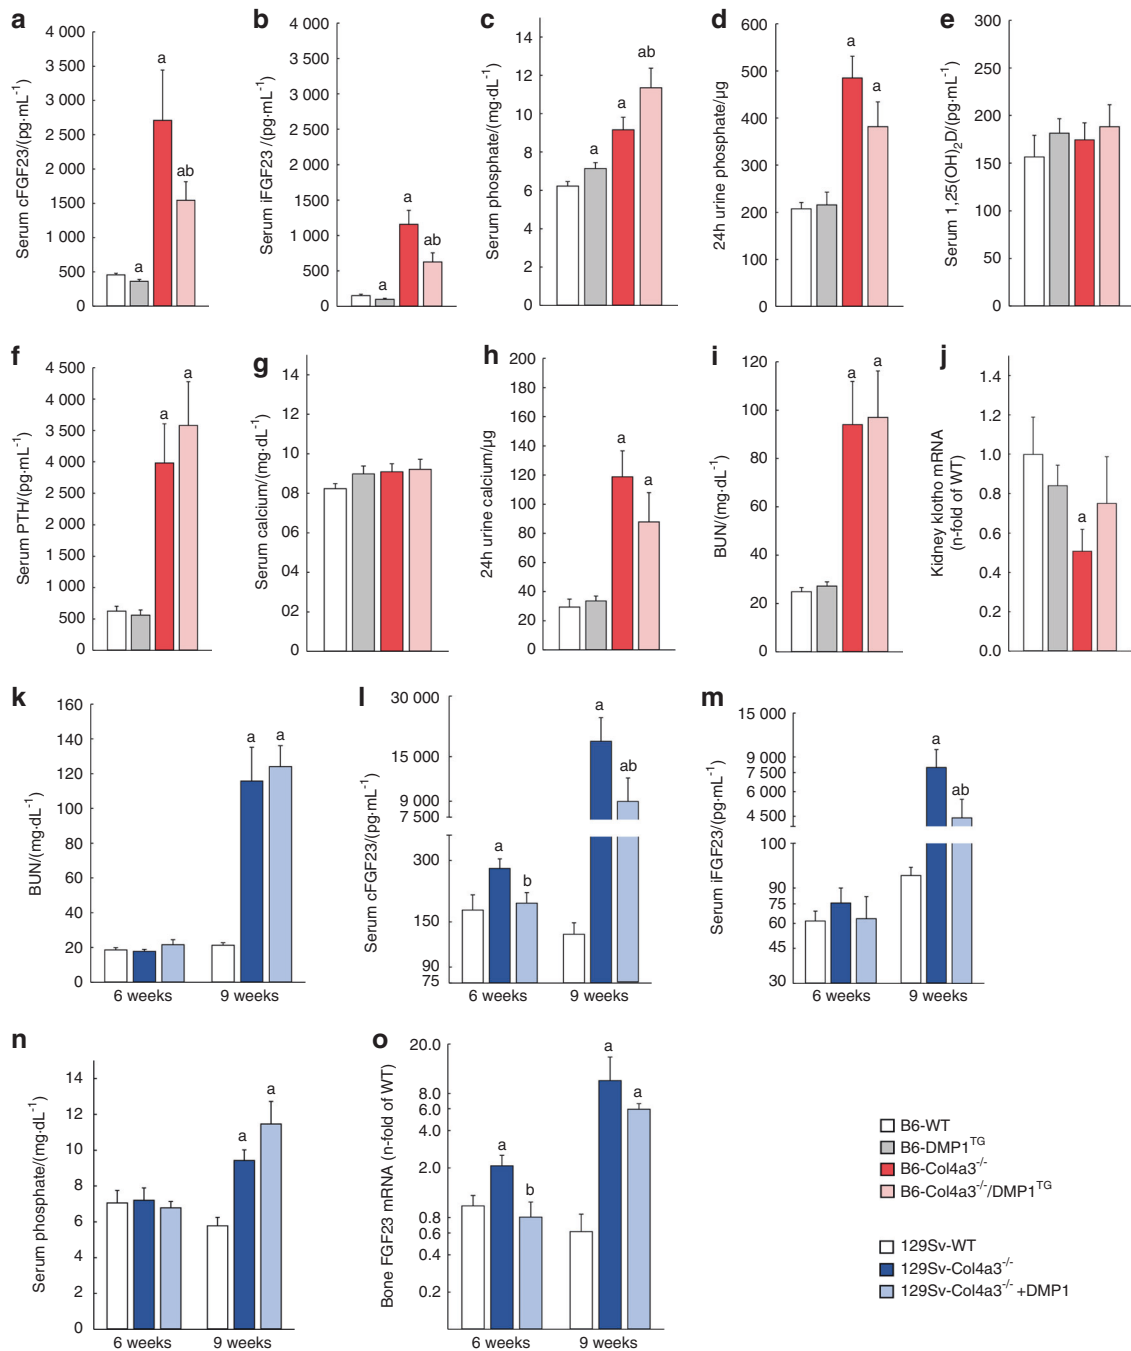 a
Serum cFGF23/(pg·mL⁻¹)
4 000
3 500
3 000
2 500
2 000
1 500
1 000
500
0
a
a
ab
b
Serum iFGF23 /(pg·mL⁻¹)
4 000
3 500
3 000
2 500
2 000
1 500
1 000
500
0
a
a
ab
c
Serum phosphate/(mg·dL⁻¹)
14
12
10
8
6
4
2
0
a
a
ab
d
24h urine phosphate/µg
600
500
400
300
200
100
0
a
a
e
Serum 1,25(OH)₂D/(pg·mL⁻¹)
300
250
200
150
100
50
0
f
Serum PTH/(pg·mL⁻¹)
4 500
4 000
3 500
4 000
2 500
2 000
1 500
1 000
500
0
a
a
g
Serum calcium/(mg·dL⁻¹)
14
12
10
08
06
04
02
0
h
24h urine calcium/µg
200
180
160
140
120
100
80
60
40
20
0
a
a
i
BUN/(mg·dL⁻¹)
120
100
80
60
40
20
0
a
a
j
Kidney klotho mRNA
(n-fold of WT)
1.4
1.2
1.0
0.8
0.6
0.4
0.2
0.0
a
k
BUN/(mg·dL⁻¹)
160
140
120
100
80
60
40
20
0
a
a
6 weeks
9 weeks
l
Serum cFGF23/(pg·mL⁻¹)
30 000
15 000
9 000
7 500
300
150
90
75
a
b
a
ab
6 weeks
9 weeks
m
Serum iFGF23/(pg·mL⁻¹)
15 000
9 000
7 500
6 000
4 500
100
90
75
60
45
30
a
ab
6 weeks
9 weeks
n
Serum phosphate/(mg·dL⁻¹)
14
12
10
8
6
4
2
0
a
a
6 weeks
9 weeks
o
Bone FGF23 mRNA (n-fold of WT)
20.0
8.0
6.0
4.0
2.0
0.8
0.6
0.4
0.2
a
b
a
a
6 weeks
9 weeks
B6-WT
B6-DMP1ᵀᴳ
B6-Col4a3⁻/⁻
B6-Col4a3⁻/⁻/DMP1ᵀᴳ
129Sv-WT
129Sv-Col4a3⁻/⁻
129Sv-Col4a3⁻/⁻ +DMP1